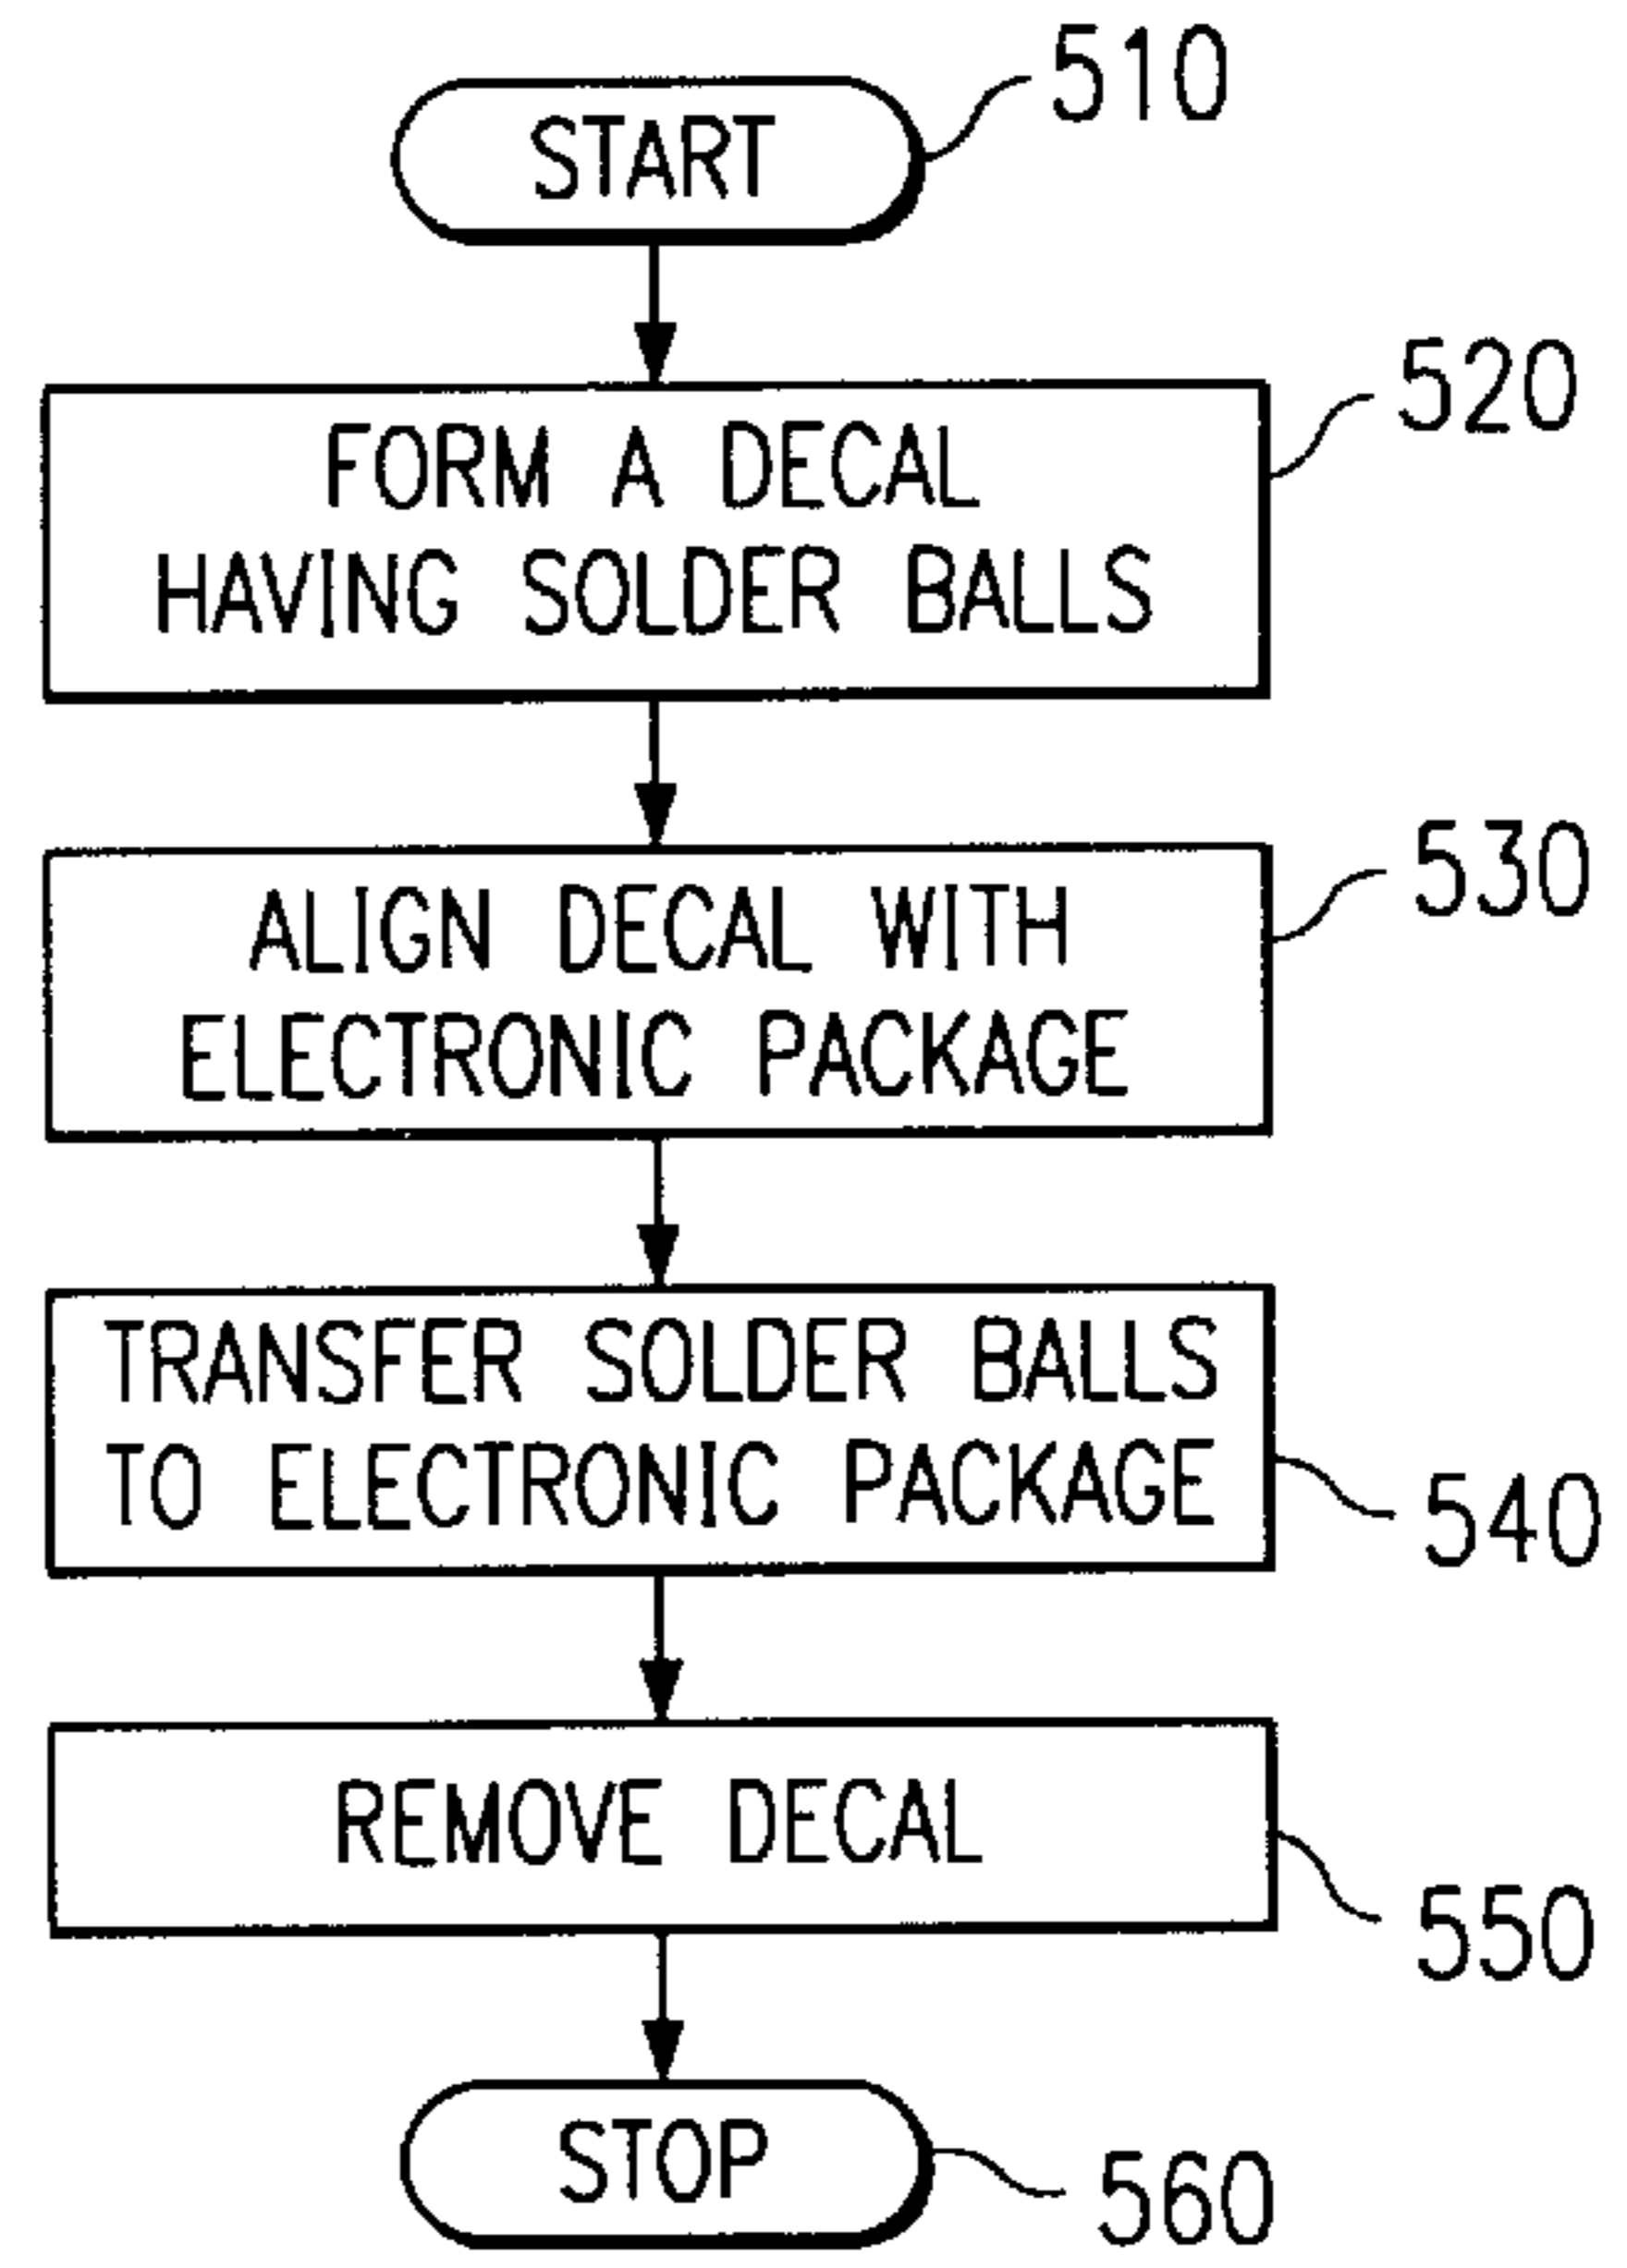 START
510
FORM A DECAL
HAVING SOLDER BALLS
520
ALIGN DECAL WITH
ELECTRONIC PACKAGE
530
TRANSFER SOLDER BALLS
TO ELECTRONIC PACKAGE
540
REMOVE DECAL
550
STOP
560